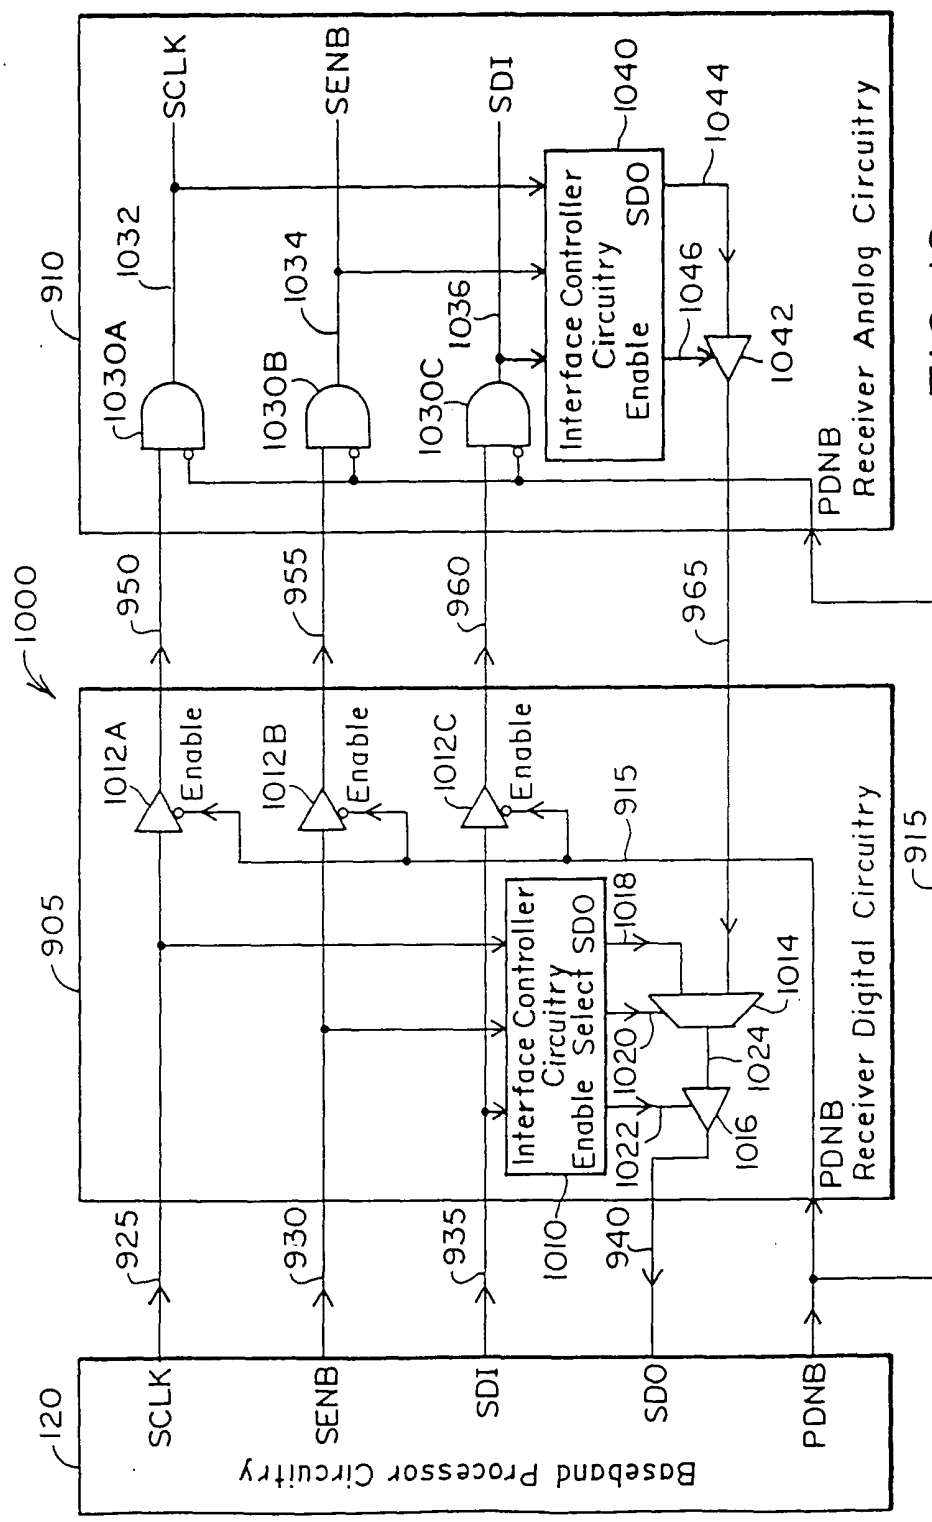 1000
120
Baseband Processor Circuitry
SCLK
SENB
SDI
SDO
PDNB
925
930
935
940
905
1012A
Enable
1012B
Enable
1012C
Enable
915
Interface Controller
Circuitry
Enable Select SDO
1010
1018
1020
1022
1014
1024
1016
PDNB
Receiver Digital Circuitry
915
950
955
960
965
910
1030A
1032
SCLK
1030B
1034
SENB
1030C
1036
SDI
Interface Controller
Circuitry
Enable SDO
1040
1044
1046
1042
PDNB
Receiver Analog Circuitry